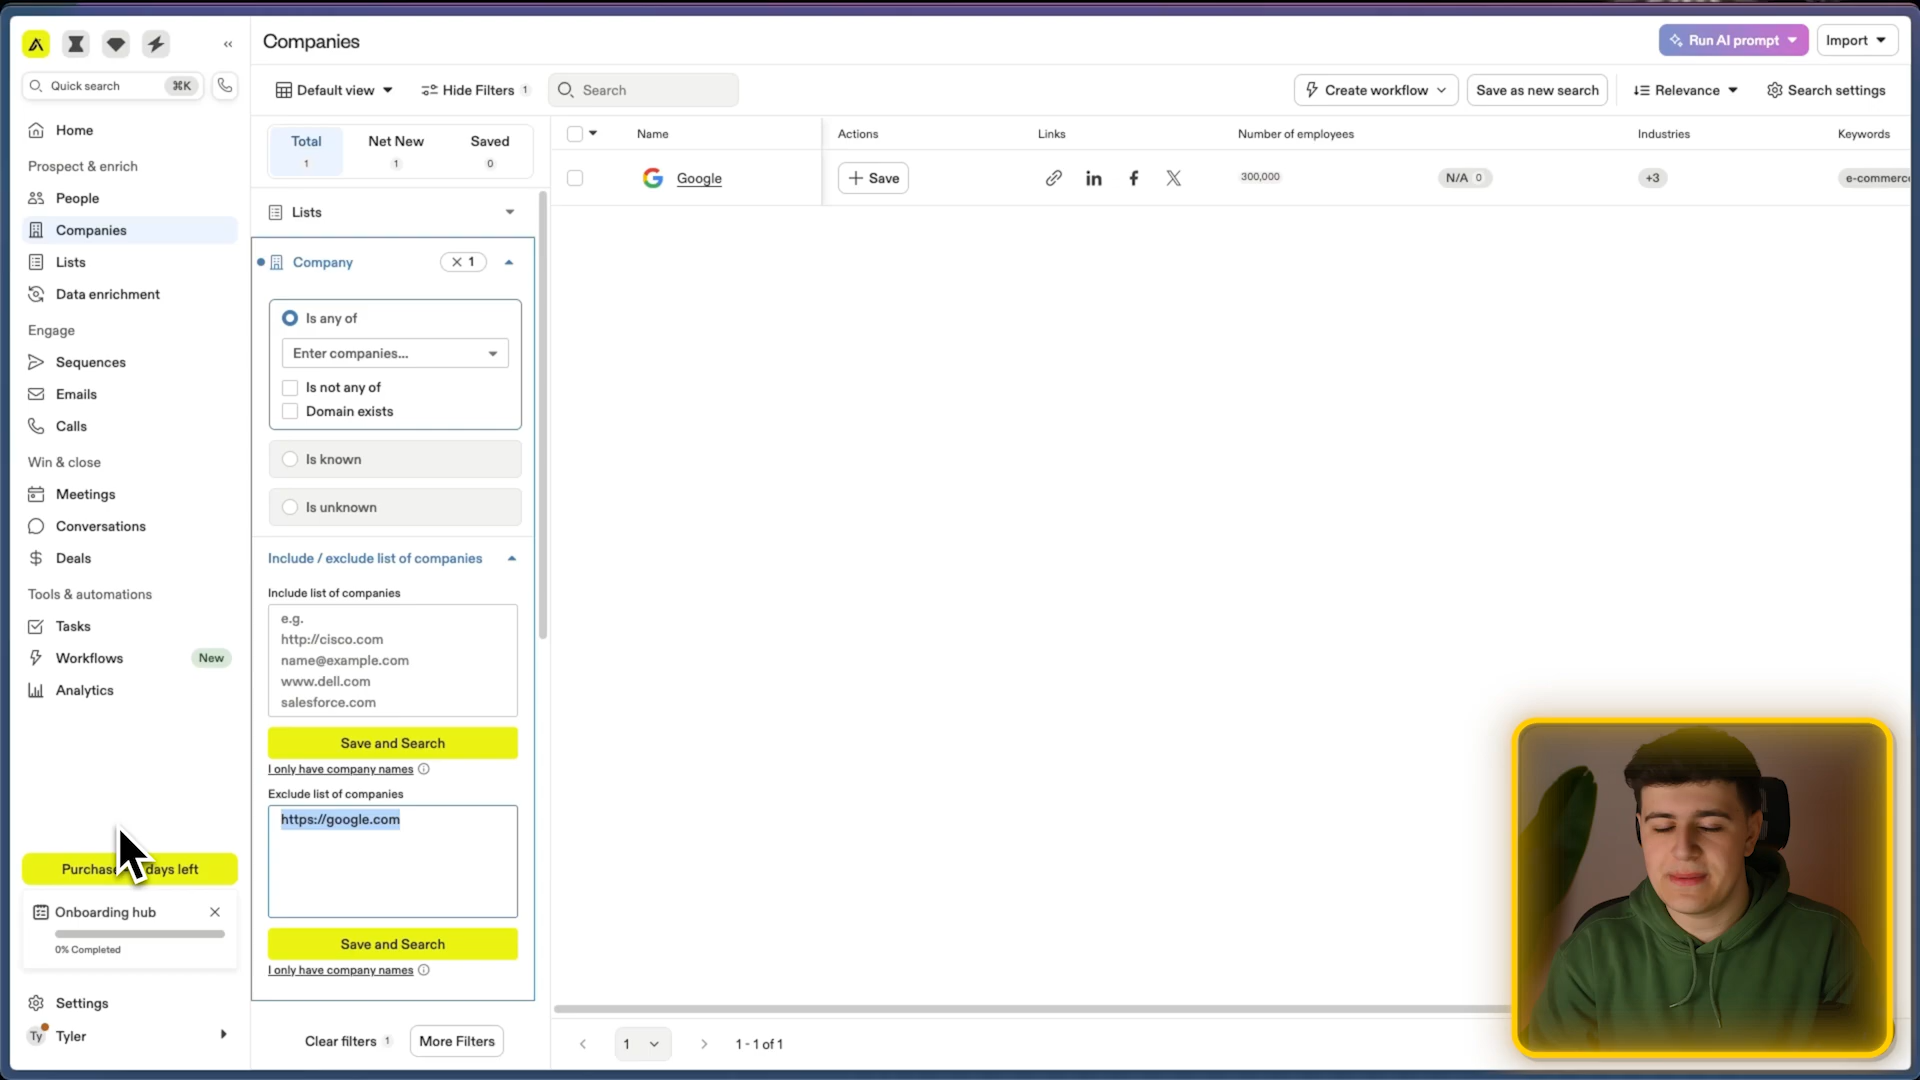 Quick search ⌘K
Home
Prospect & enrich
People
Companies
Lists
Data enrichment
Engage
Sequences
Emails
Calls
Win & close
Meetings
Conversations
Deals
Tools & automations
Tasks
Workflows New
Analytics
Purchase days left
Onboarding hub
0% Completed
Settings
Ty Tyler
Companies
Run AI prompt
Import
Default view
Hide Filters 1
Search
Create workflow
Save as new search
Relevance
Search settings
Total Net New Saved
1 1 0
Lists
Company
× 1
Is any of
Enter companies...
Is not any of
Domain exists
Is known
Is unknown
Include / exclude list of companies
Include list of companies
e.g.
http://cisco.com
name@example.com
www.dell.com
salesforce.com
Save and Search
I only have company names
Exclude list of companies
https://google.com
Save and Search
I only have company names
Clear filters 1
More Filters
Name Actions Links Number of employees Industries Keywords
Google + Save 300,000 N/A 0 +3 e-commerc
1
1 - 1 of 1